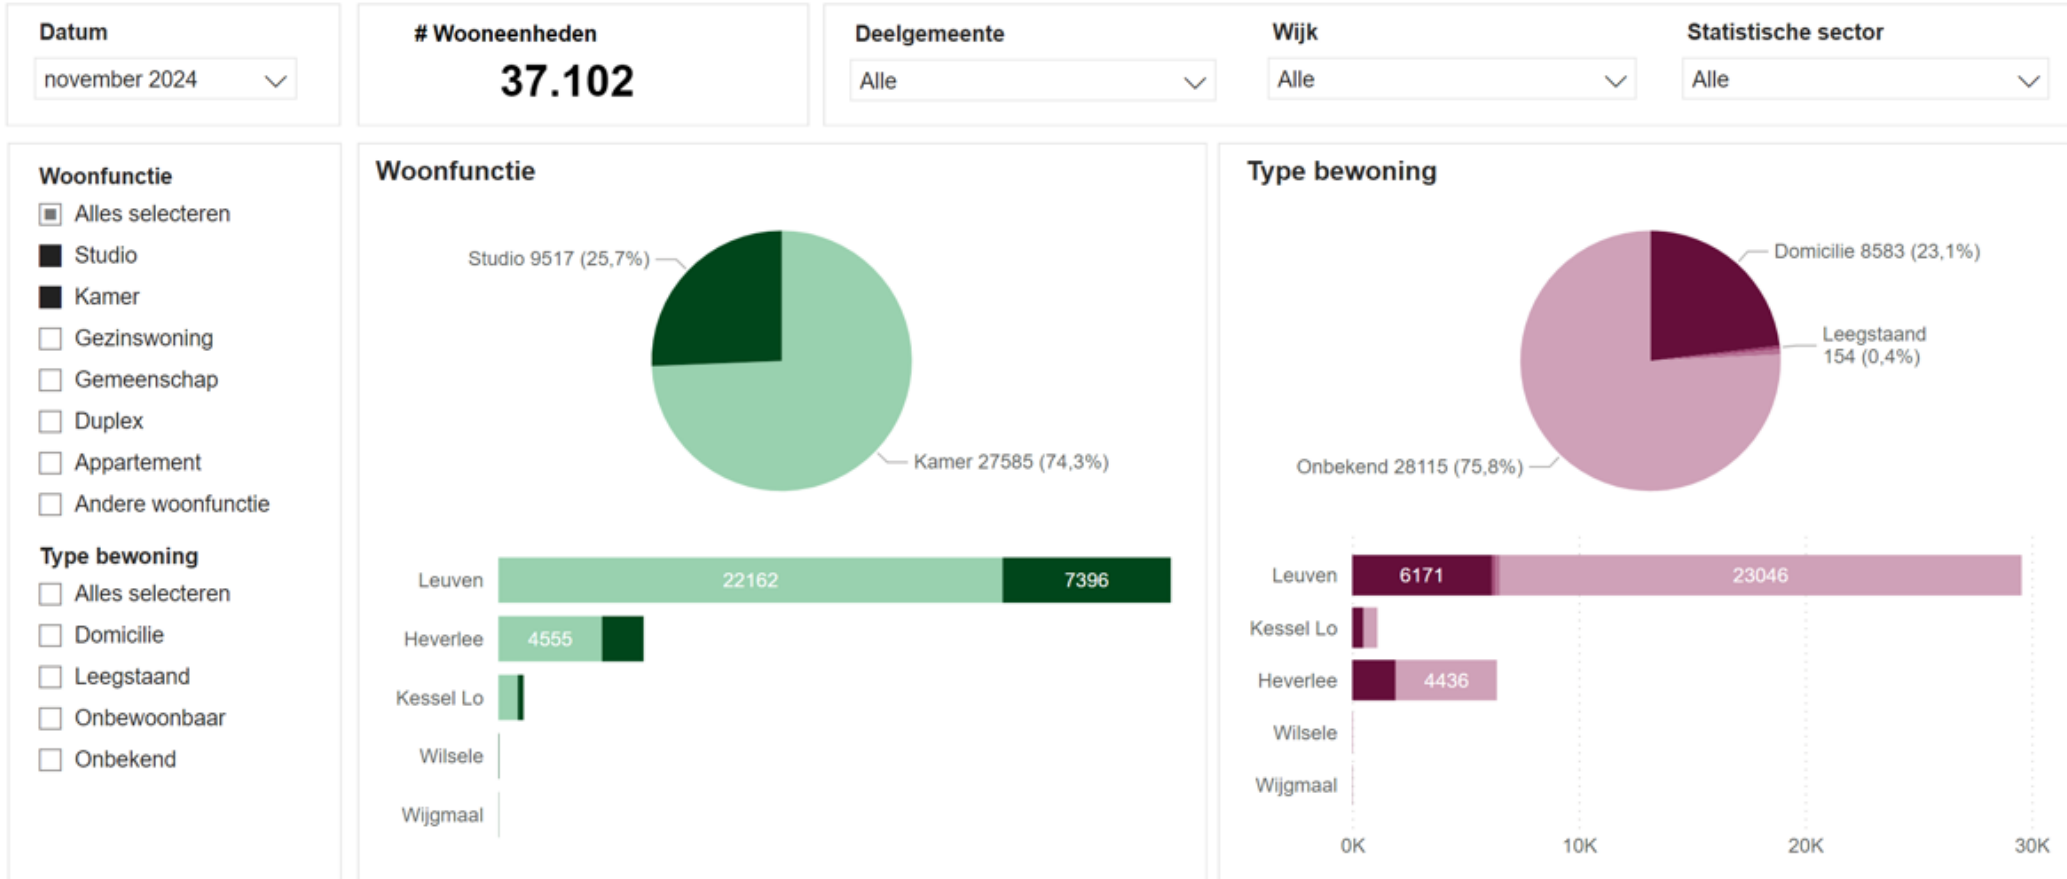 Datum
november 2024
# Wooneenheden
37.102
Deelgemeente
Alle
Wijk
Alle
Statistische sector
Alle
Woonfunctie
Alles selecteren
Studio
Kamer
Gezinswoning
Gemeenschap
Duplex
Appartement
Andere woonfunctie
Type bewoning
Alles selecteren
Domicilie
Leegstaand
Onbewoonbaar
Onbekend
Woonfunctie
Studio 9517 (25,7%)
Kamer 27585 (74,3%)
Leuven 22162 7396
Heverlee 4555
Kessel Lo
Wilsele
Wijgmaal
Type bewoning
Domicilie 8583 (23,1%)
Leegstaand
154 (0,4%)
Onbekend 28115 (75,8%)
Leuven 6171 23046
Kessel Lo
Heverlee 4436
Wilsele
Wijgmaal
0K 10K 20K 30K